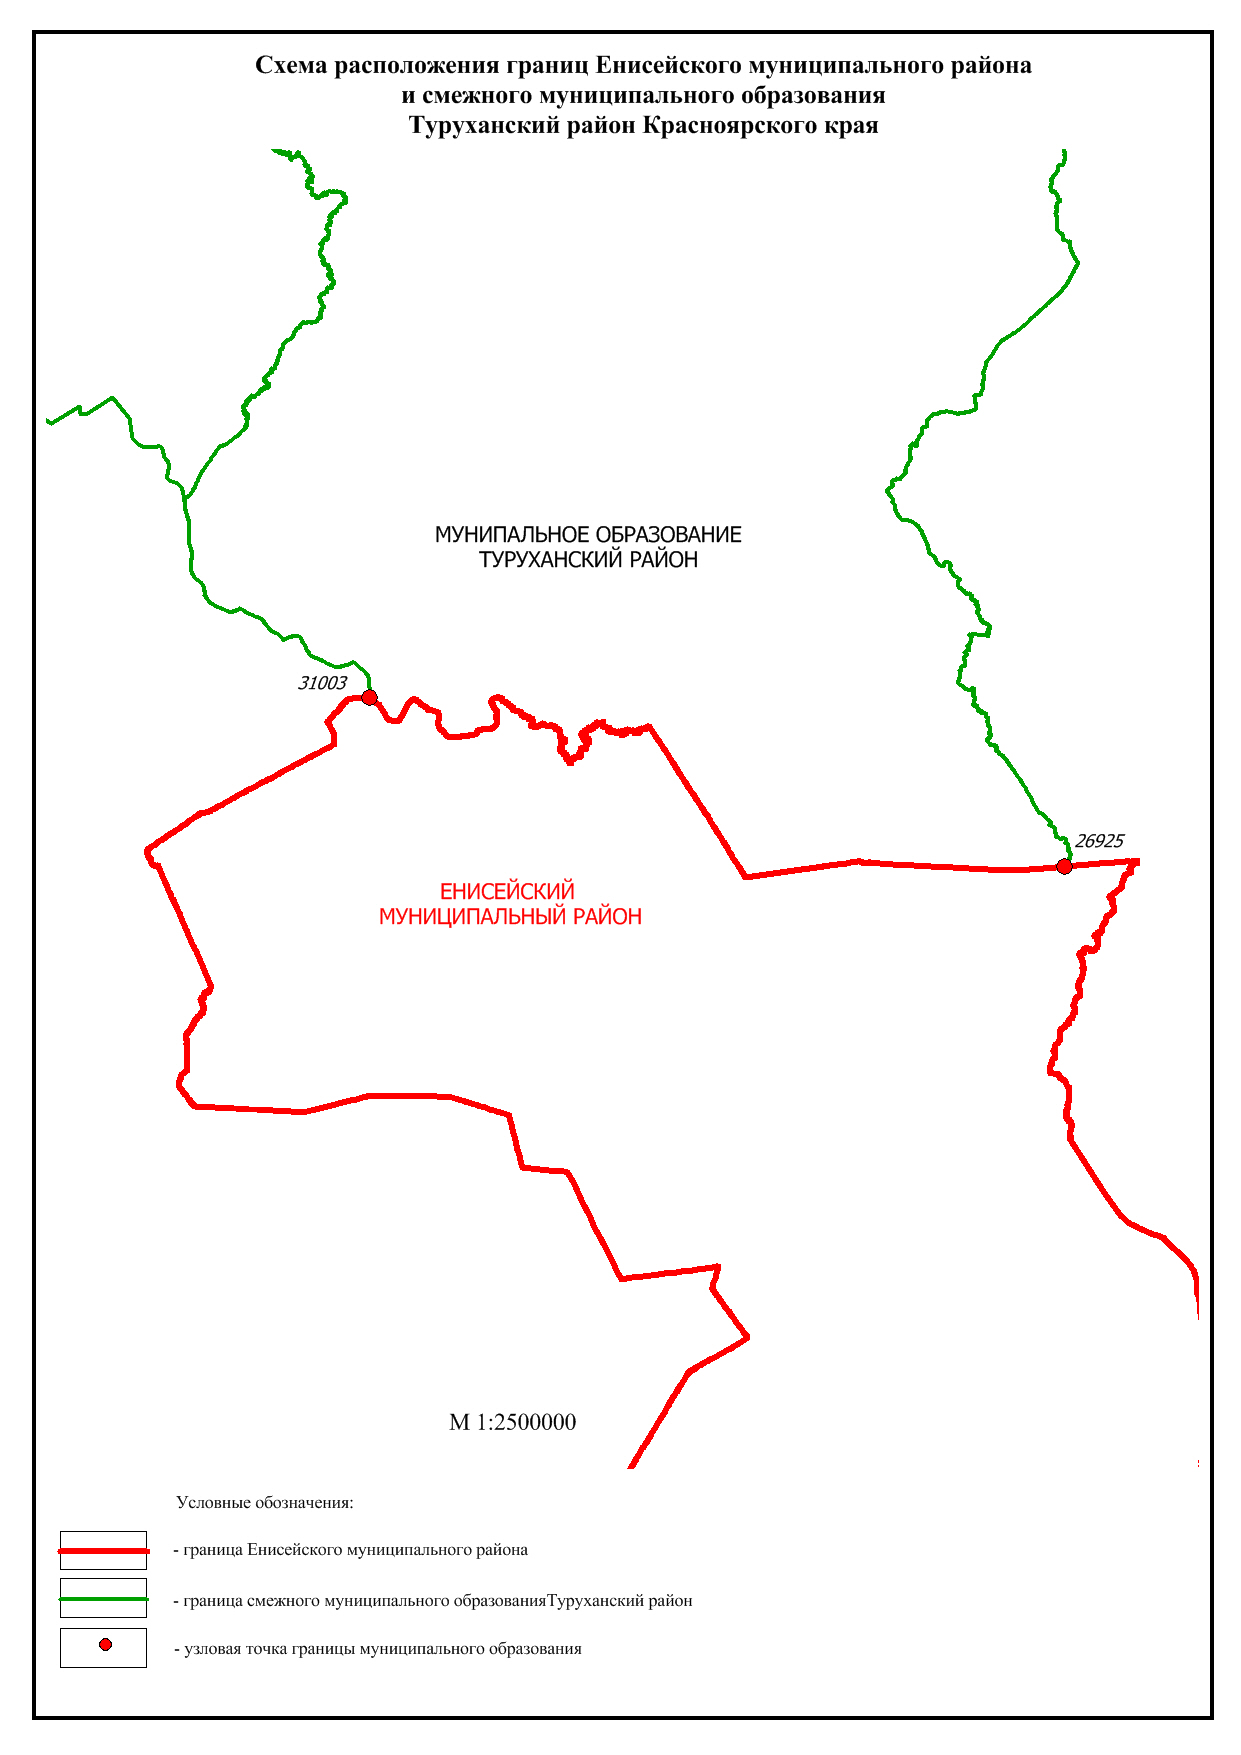 Схема расположения границ Енисейского муниципального района
и смежного муниципального образования
Туруханский район Красноярского края
МУНИПАЛЬНОЕ ОБРАЗОВАНИЕ
ТУРУХАНСКИЙ РАЙОН
31003
26925
ЕНИСЕЙСКИЙ
МУНИЦИПАЛЬНЫЙ РАЙОН
М 1:2500000
Условные обозначения:
- граница Енисейского муниципального района
- граница смежного муниципального образованияТуруханский район
- узловая точка границы муниципального образования